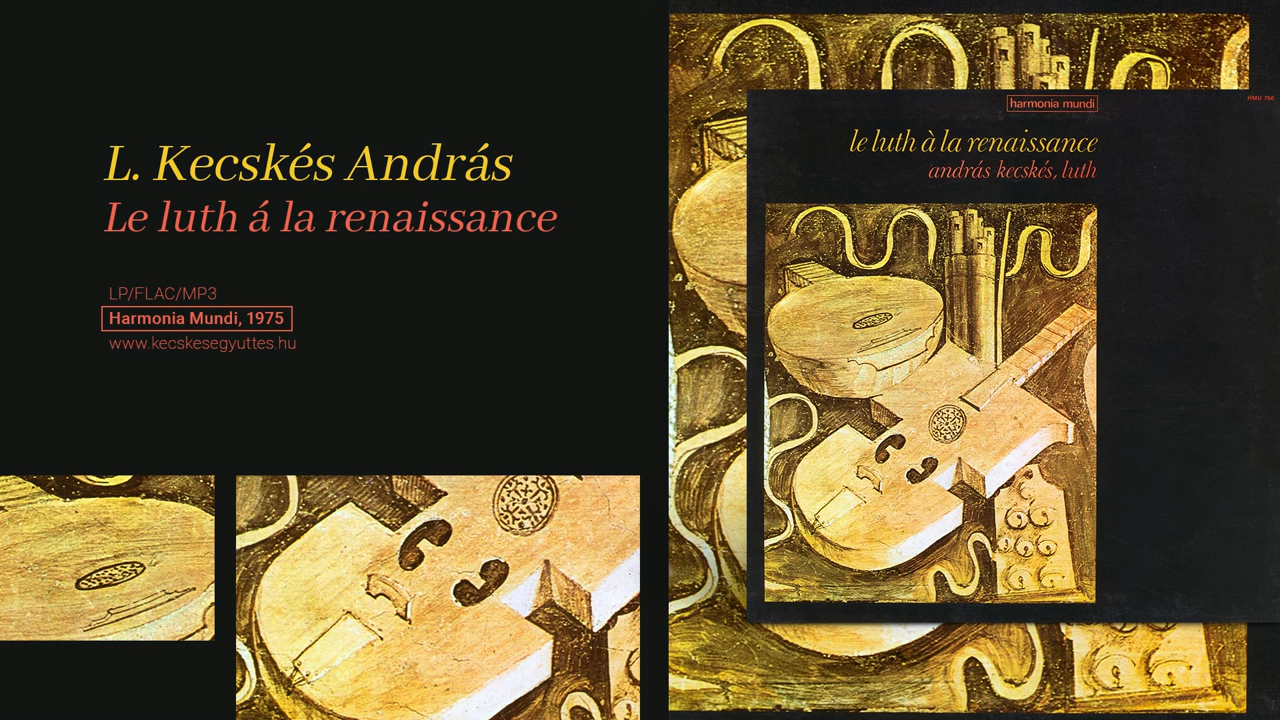 L. Kecskés András
Le luth á la renaissance
LP/FLAC/MP3
Harmonia Mundi, 1975
www.kecskesegyuttes.hu
harmonia mundi
HMU 766
le luth à la renaissance
andrás kecskés, luth